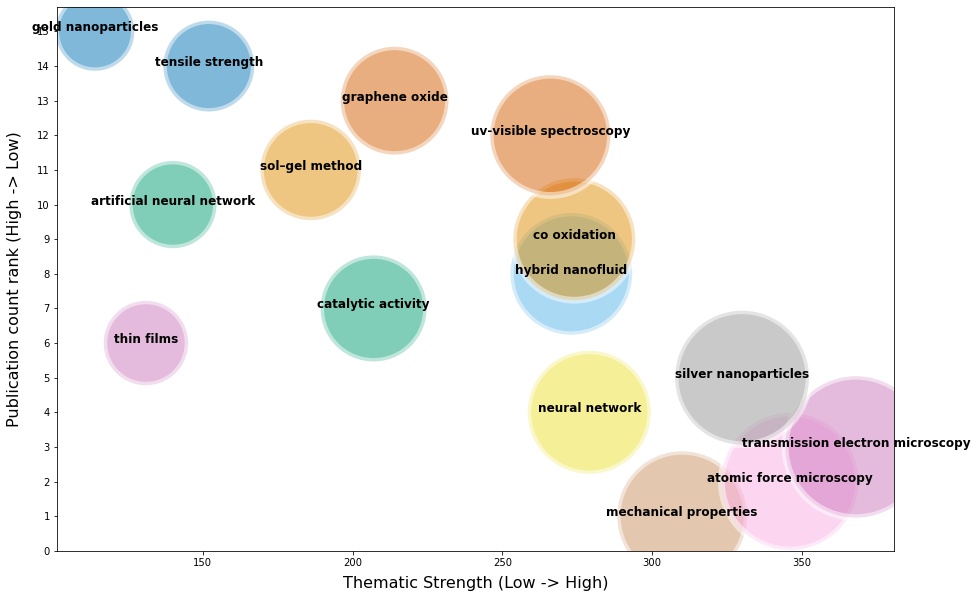 gold nanoparticles
15
tensile strength
14
graphene oxide
13
uv-visible spectroscopy
12
sol–gel method
11
artificial neural network
10
co oxidation
9
hybrid nanofluid
8
catalytic activity
7
thin films
6
silver nanoparticles
5
neural network
4
transmission electron microscopy
3
atomic force microscopy
2
mechanical properties
1
0
150
200
250
300
350
Thematic Strength (Low -> High)
Publication count rank (High -> Low)